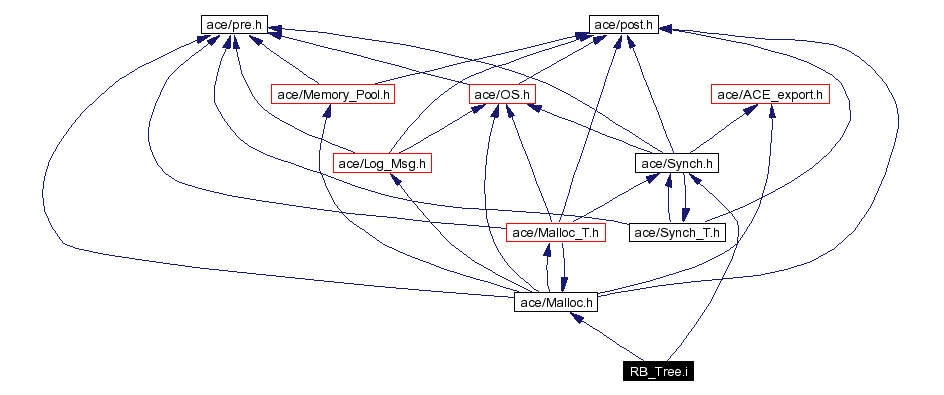 ace/pre.h
ace/post.h
ace/Memory_Pool.h
ace/OS.h
ace/ACE_export.h
ace/Log_Msg.h
ace/Synch.h
ace/Malloc_T.h
ace/Synch_T.h
ace/Malloc.h
RB_Tree.i